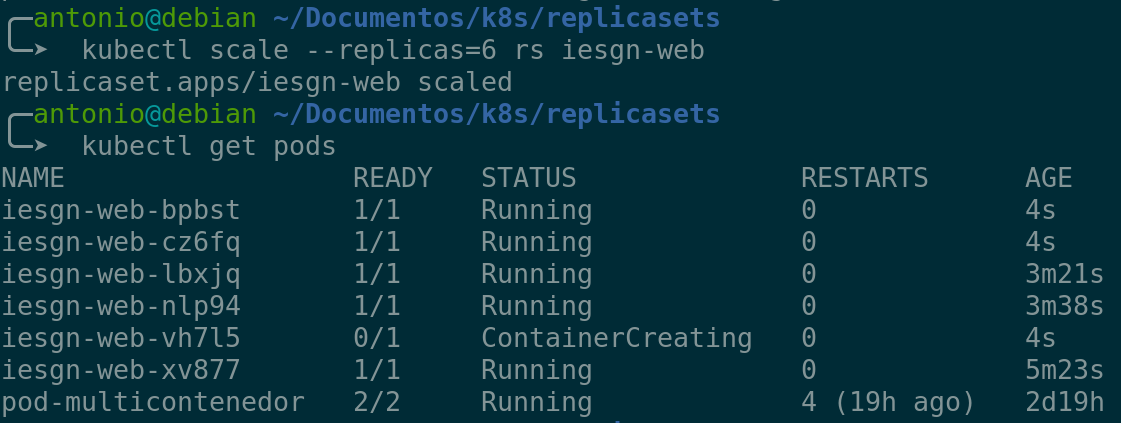 antonio@debian ~/Documentos/k8s/replicasets
➤ kubectl scale --replicas=6 rs iesgn-web
replicaset.apps/iesgn-web scaled
antonio@debian ~/Documentos/k8s/replicasets
➤ kubectl get pods
NAME READY STATUS RESTARTS AGE
iesgn-web-bpbst 1/1 Running 0 4s
iesgn-web-cz6fq 1/1 Running 0 4s
iesgn-web-lbxjq 1/1 Running 0 3m21s
iesgn-web-nlp94 1/1 Running 0 3m38s
iesgn-web-vh7l5 0/1 ContainerCreating 0 4s
iesgn-web-xv877 1/1 Running 0 5m23s
pod-multicontenedor 2/2 Running 4 (19h ago) 2d19h